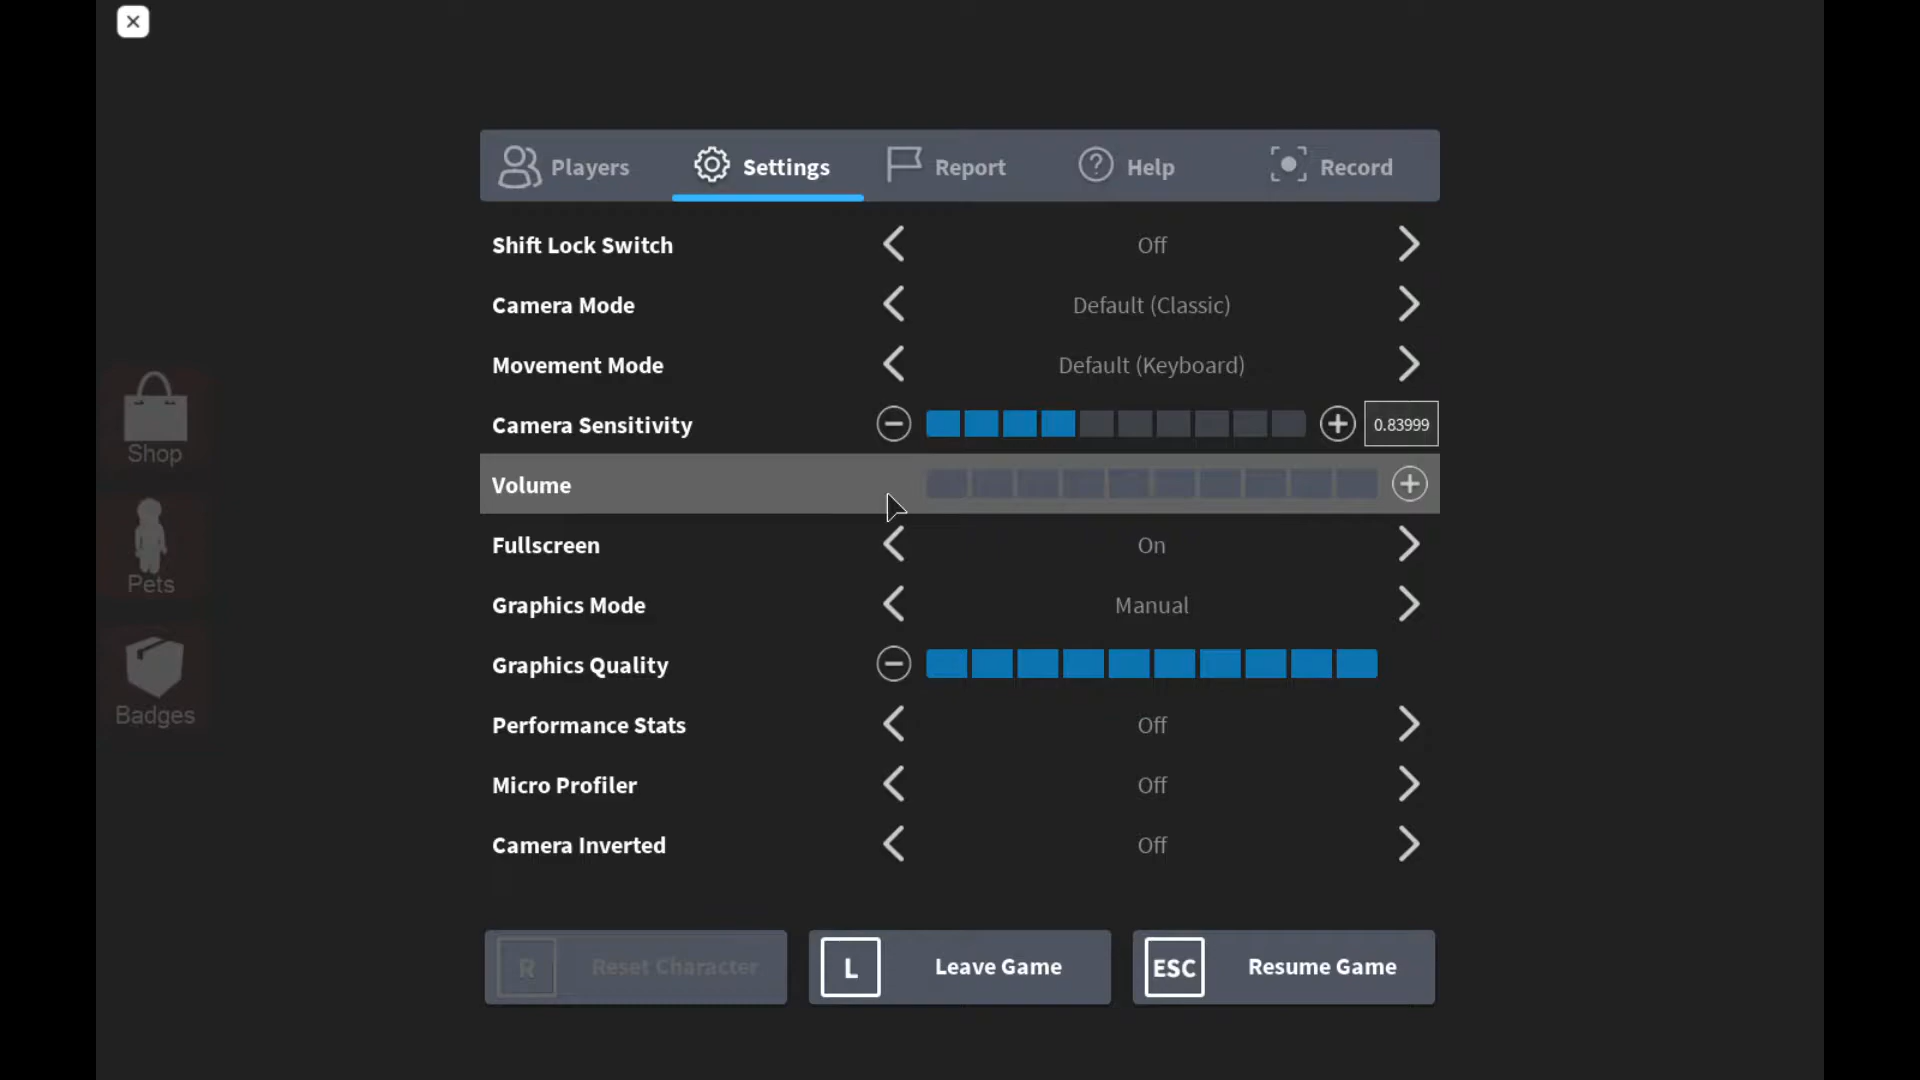 Players Settings Report Help Record
Shift Lock Switch Off
Camera Mode Default (Classic)
Movement Mode Default (Keyboard)
Camera Sensitivity 0.83999
Volume
Fullscreen On
Graphics Mode Manual
Graphics Quality
Performance Stats Off
Micro Profiler Off
Camera Inverted Off
Shop
Pets
Badges
R Reset Character L Leave Game ESC Resume Game